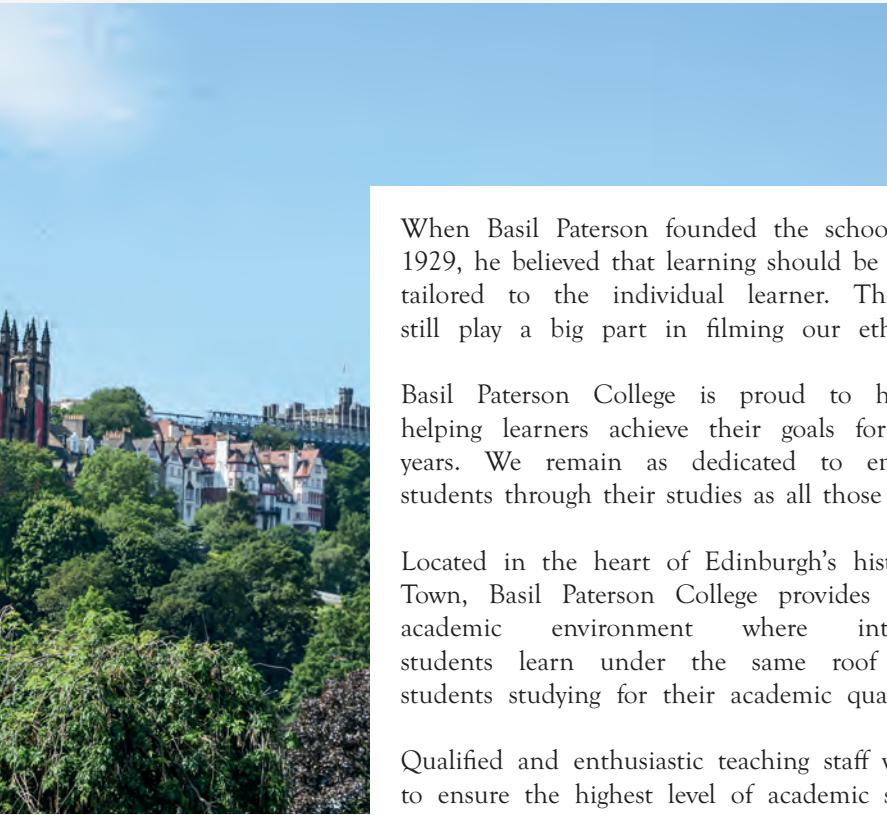 When Basil Paterson founded the schoo
1929, he believed that learning should be
tailored to the individual learner. Th
still play a big part in filming our eth
Basil Paterson College is proud to h
helping learners achieve their goals for
years. We remain as dedicated to en
students through their studies as all those
Located in the heart of Edinburgh’s hist
Town, Basil Paterson College provides
academic environment where int
students learn under the same roof
students studying for their academic qua
Qualified and enthusiastic teaching staff w
to ensure the highest level of academic s